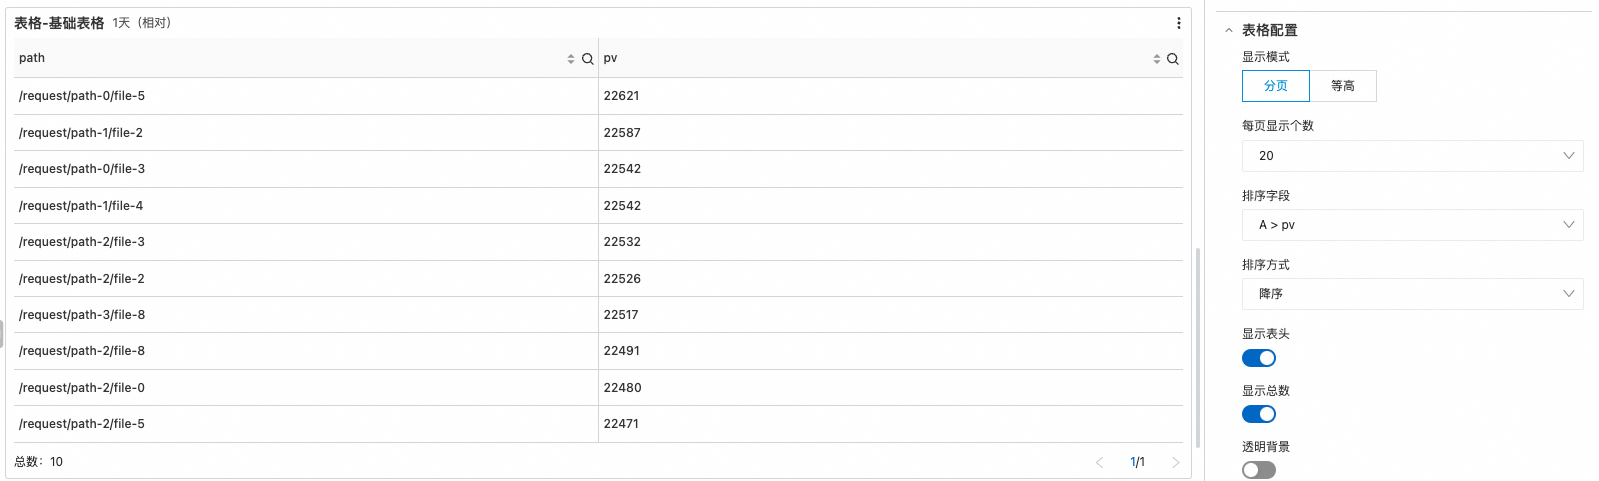 表格-基础表格 1天（相对）
path pv
/request/path-0/file-5 22621
/request/path-1/file-2 22587
/request/path-0/file-3 22542
/request/path-1/file-4 22542
/request/path-2/file-3 22532
/request/path-2/file-2 22526
/request/path-3/file-8 22517
/request/path-2/file-8 22491
/request/path-2/file-0 22480
/request/path-2/file-5 22471
总数：10 1/1
表格配置
显示模式
分页 等高
每页显示个数
20
排序字段
A > pv
排序方式
降序
显示表头
显示总数
透明背景